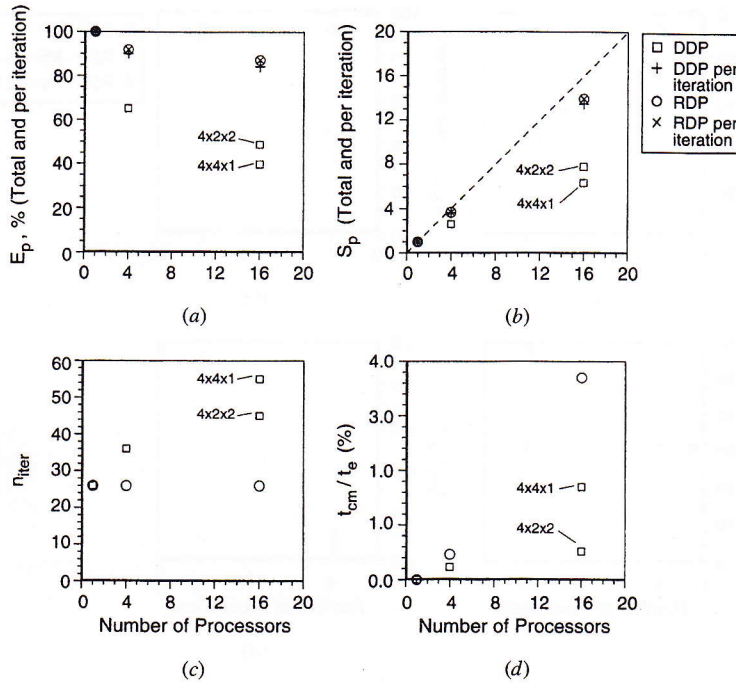 E_p, % (Total and per iteration)
100
80
60
40
20
0
4x2x2
4x4x1
0 4 8 12 16 20
(a)
S_p (Total and per iteration)
20
16
12
8
4
0
4x2x2
4x4x1
0 4 8 12 16 20
(b)
DDP
DDP per
iteration
RDP
RDP per
iteration
n_iter
60
50
40
30
20
10
0
4x4x1
4x2x2
0 4 8 12 16 20
Number of Processors
(c)
t_cm / t_e (%)
4.0
3.0
1.0
1.0
0.0
4x4x1
4x2x2
0 4 8 12 16 20
Number of Processors
(d)